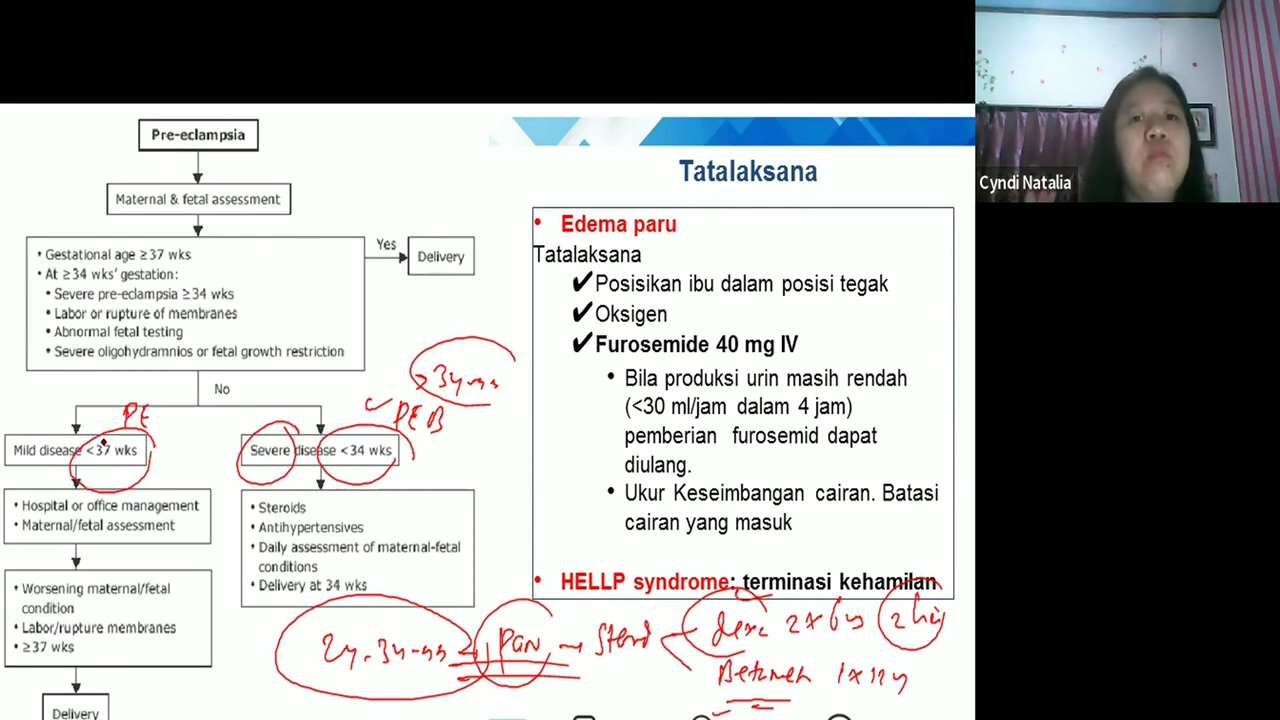 Pre-eclampsia
Maternal & fetal assessment
• Gestational age ≥37 wks
• At ≥34 wks' gestation:
• Severe pre-eclampsia ≥34 wks
• Labor or rupture of membranes
• Abnormal fetal testing
• Severe oligohydramnios or fetal growth restriction
Yes
Delivery
No
PE
PEB
Mild disease <37 wks
Severe disease <34 wks
• Hospital or office management
• Maternal/fetal assessment
• Steroids
• Antihypertensives
• Daily assessment of maternal-fetal
conditions
• Delivery at 34 wks
• Worsening maternal/fetal
condition
• Labor/rupture membranes
• ≥37 wks
Delivery
Tatalaksana
• Edema paru
Tatalaksana
✔Posisikan ibu dalam posisi tegak
✔Oksigen
✔Furosemide 40 mg IV
• Bila produksi urin masih rendah
(<30 ml/jam dalam 4 jam)
pemberian furosemid dapat
diulang.
• Ukur Keseimbangan cairan. Batasi
cairan yang masuk
• HELLP syndrome: terminasi kehamilan
Cyndi Natalia